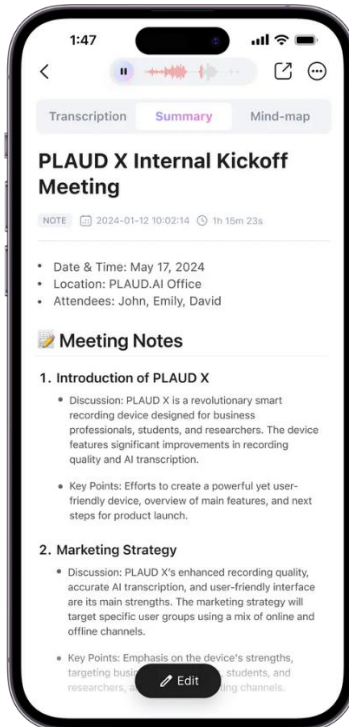 1:47
Transcription Summary Mind-map
PLAUD X Internal Kickoff
Meeting
NOTE 2024-01-12 10:02:14 1h 15m 23s
• Date & Time: May 17, 2024
• Location: PLAUD.AI Office
• Attendees: John, Emily, David
📝 Meeting Notes
1. Introduction of PLAUD X
• Discussion: PLAUD X is a revolutionary smart
recording device designed for business
professionals, students, and researchers. The device
features significant improvements in recording
quality and AI transcription.
• Key Points: Efforts to create a powerful yet user-
friendly device, overview of main features, and next
steps for product launch.
2. Marketing Strategy
• Discussion: PLAUD X's enhanced recording quality,
accurate AI transcription, and user-friendly interface
are its main strengths. The marketing strategy will
target specific user groups using a mix of online and
offline channels.
• Key Points: Emphasis on the device's strengths,
targeting students, and
researchers, channels.
Edit